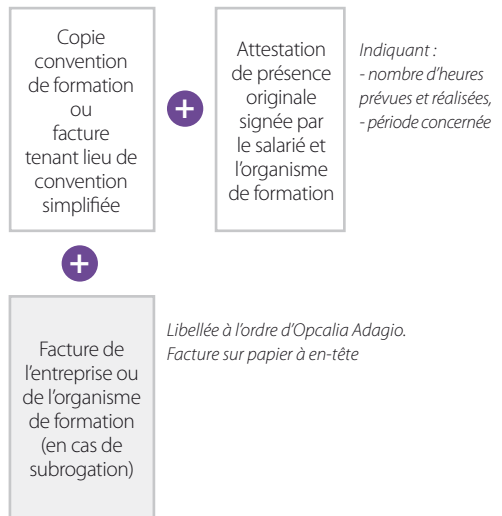 Copie
convention
de formation
ou
facture
tenant lieu de
convention
simplifiée
+
Attestation
de présence
originale
signée par
le salarié et
l’organisme
de formation
Indiquant :
- nombre d’heures
prévues et réalisées,
- période concernée
+
Facture de
l’entreprise ou
de l’organisme
de formation
(en cas de
subrogation)
Libellée à l’ordre d’Opcalia Adagio.
Facture sur papier à en-tête